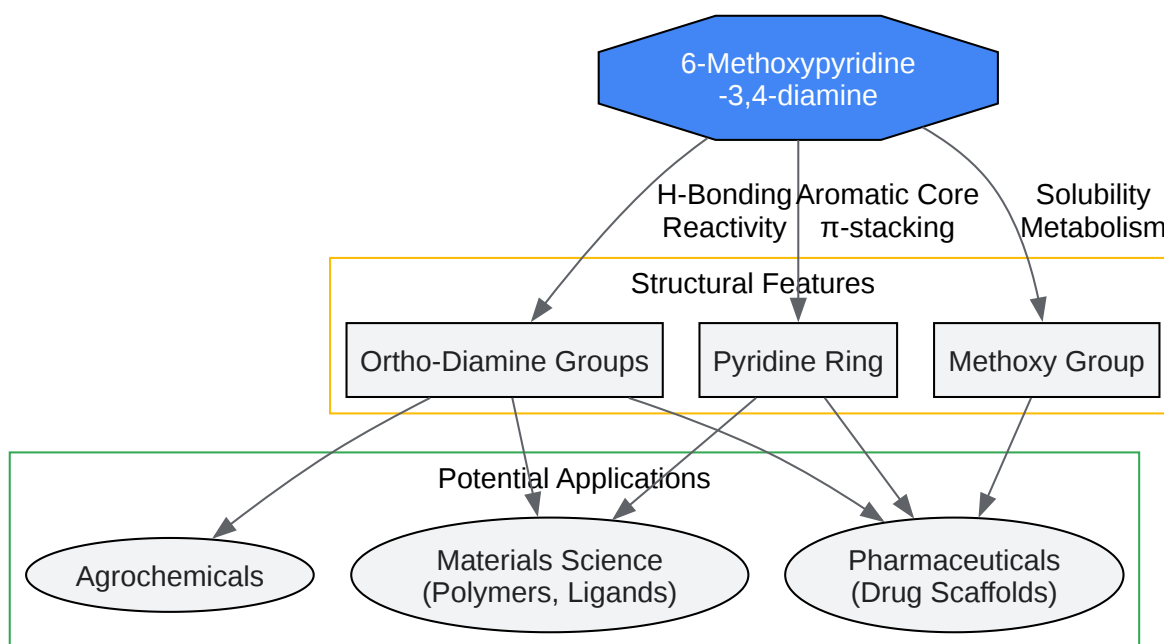 6-Methoxypyridine
-3,4-diamine
H-Bonding
Reactivity
Aromatic Core
π-stacking
Solubility
Metabolism
Structural Features
Ortho-Diamine Groups
Pyridine Ring
Methoxy Group
Potential Applications
Agrochemicals
Materials Science
(Polymers, Ligands)
Pharmaceuticals
(Drug Scaffolds)